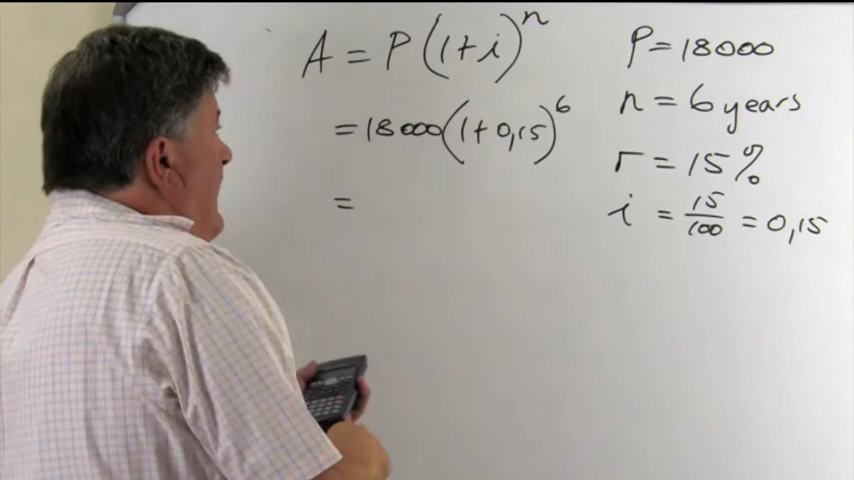 A = P(1+i)^n
= 18000(1+0,15)^6
=
P = 18000
n = 6 years
r = 15%
i = 15/100 = 0,15